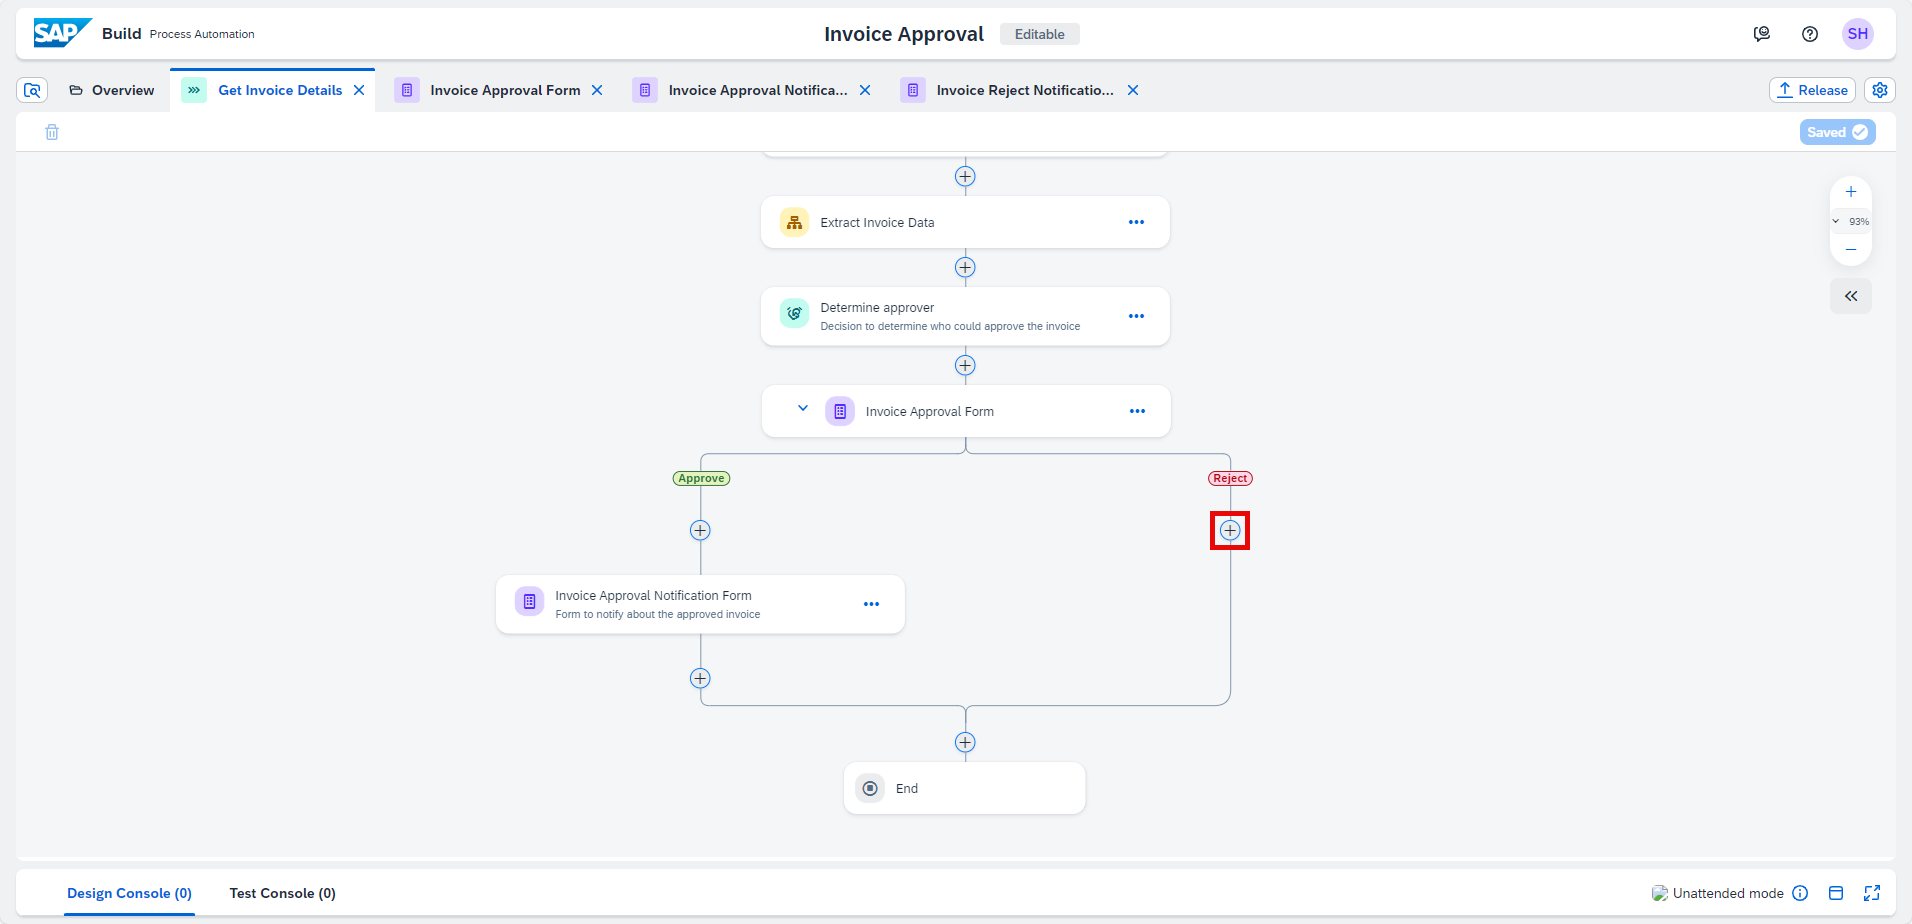 SAP Build Process Automation
Invoice Approval Editable
SH
Overview
Get Invoice Details
Invoice Approval Form
Invoice Approval Notifica...
Invoice Reject Notificatio...
Release
Saved
93%
Extract Invoice Data
Determine approver
Decision to determine who could approve the invoice
Invoice Approval Form
Approve
Reject
Invoice Approval Notification Form
Form to notify about the approved invoice
End
Design Console (0)
Test Console (0)
Unattended mode